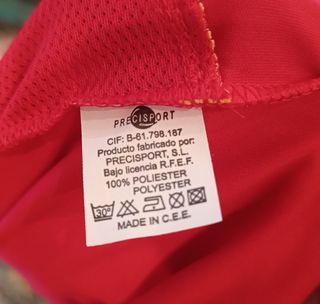 PRECISPORT
CIF: B-61.798.187
Producto fabricado por:
PRECISPORT, S.L.
Bajo licencia R.F.E.F.
100% POLIESTER
POLYESTER
30°
MADE IN C.E.E.